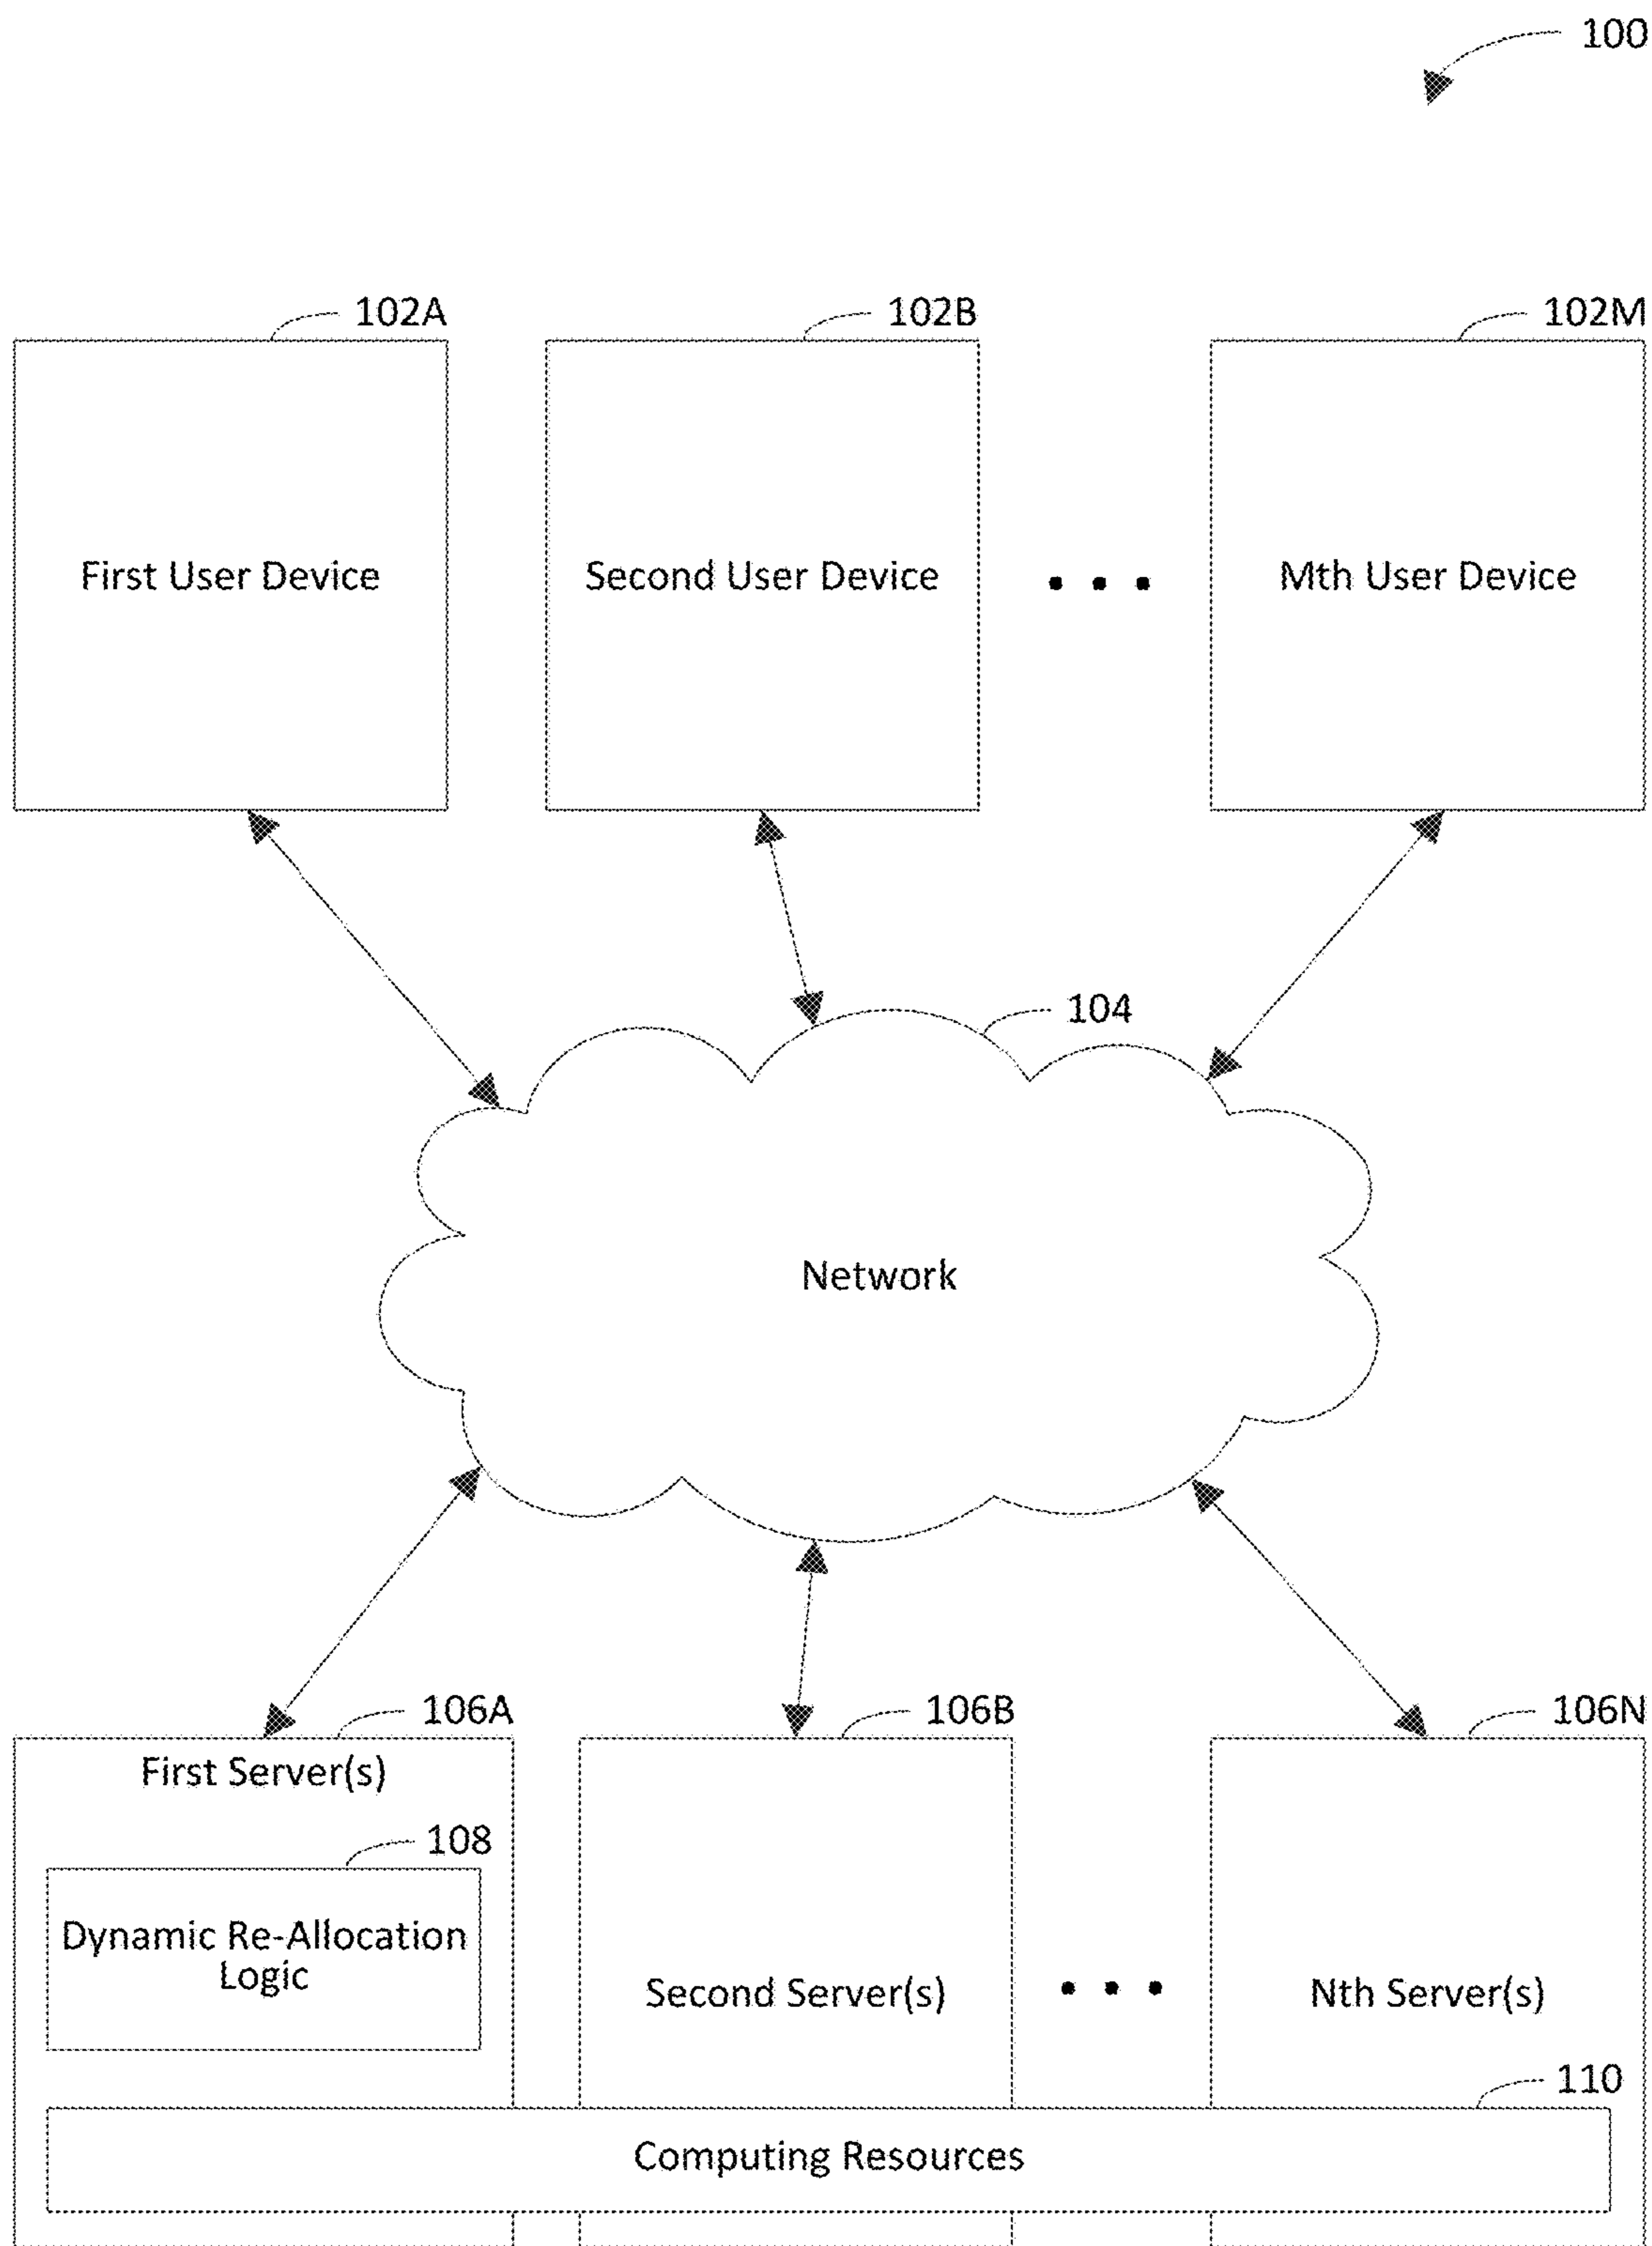 100
102A
102B
102M
First User Device
Second User Device
Mth User Device
104
Network
106A
106B
106N
First Server(s)
108
Dynamic Re-Allocation
Logic
Second Server(s)
Nth Server(s)
110
Computing Resources